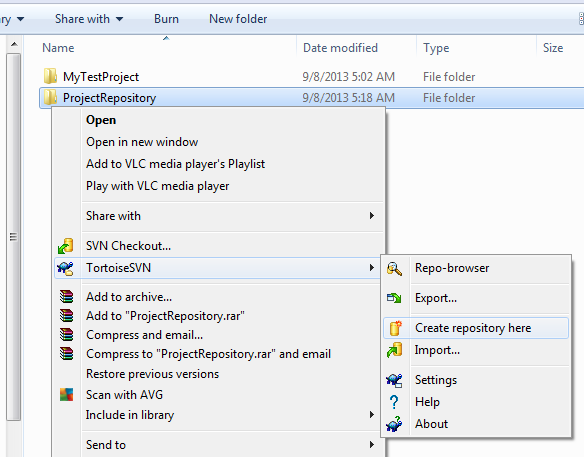 ry Share with Burn New folder
Name Date modified Type Size
MyTestProject 9/8/2013 5:02 AM File folder
ProjectRepository 9/8/2013 5:18 AM File folder
Open
Open in new window
Add to VLC media player's Playlist
Play with VLC media player
Share with
SVN Checkout...
TortoiseSVN
Add to archive...
Add to "ProjectRepository.rar"
Compress and email...
Compress to "ProjectRepository.rar" and email
Restore previous versions
Scan with AVG
Include in library
Send to
Repo-browser
Export...
Create repository here
Import...
Settings
Help
About